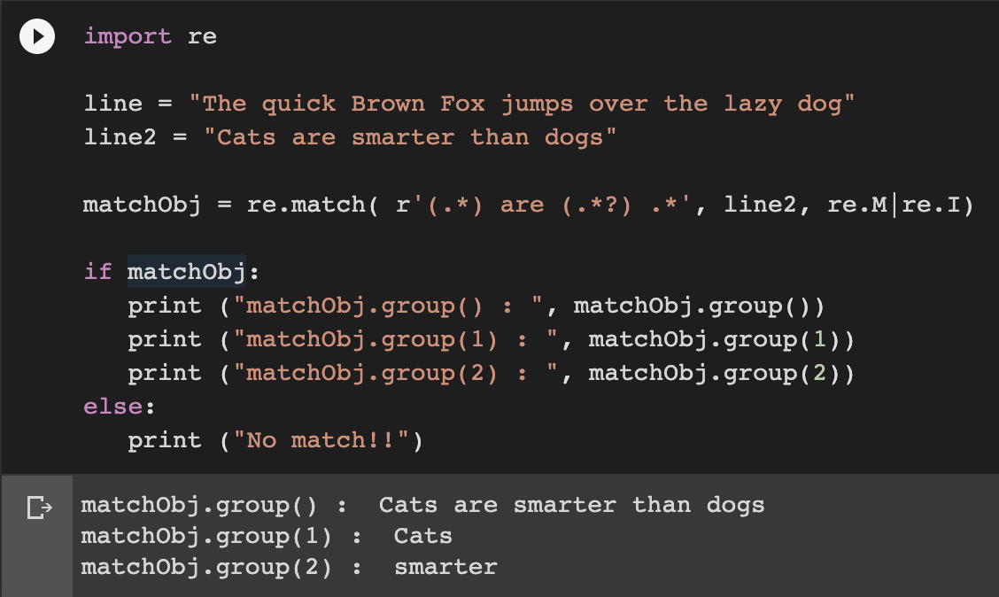 import re
line = "The quick Brown Fox jumps over the lazy dog"
line2 = "Cats are smarter than dogs"
matchObj = re.match( r'(.*) are (.*?) .*', line2, re.M|re.I)
if matchObj:
   print ("matchObj.group() : ", matchObj.group())
   print ("matchObj.group(1) : ", matchObj.group(1))
   print ("matchObj.group(2) : ", matchObj.group(2))
else:
   print ("No match!!")
matchObj.group() :  Cats are smarter than dogs
matchObj.group(1) :  Cats
matchObj.group(2) :  smarter